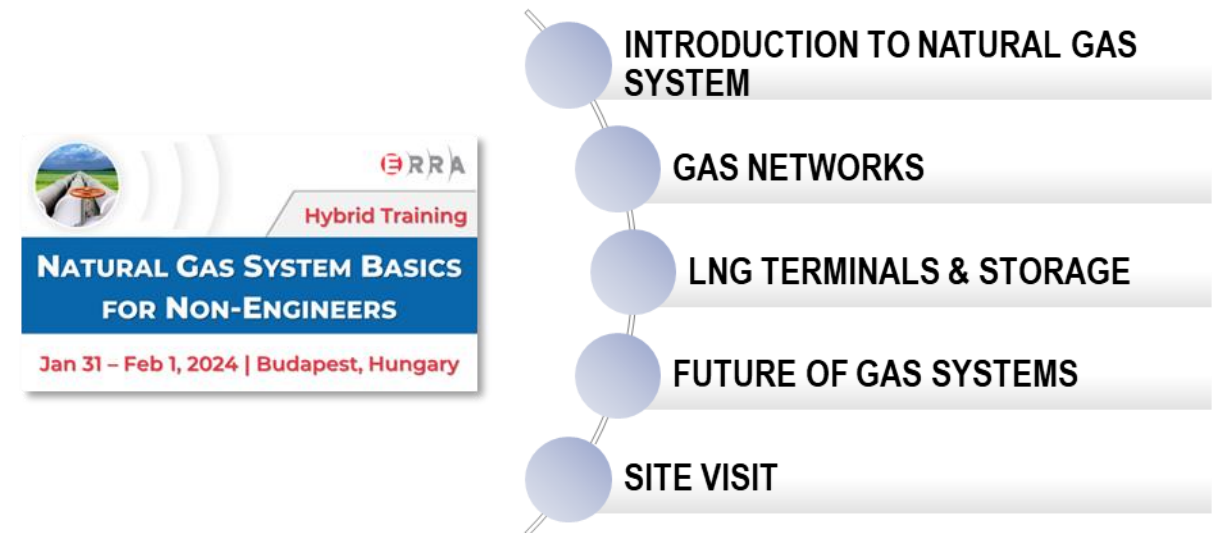 ERRA
Hybrid Training
NATURAL GAS SYSTEM BASICS
FOR NON-ENGINEERS
Jan 31 – Feb 1, 2024 | Budapest, Hungary
INTRODUCTION TO NATURAL GAS
SYSTEM
GAS NETWORKS
LNG TERMINALS & STORAGE
FUTURE OF GAS SYSTEMS
SITE VISIT